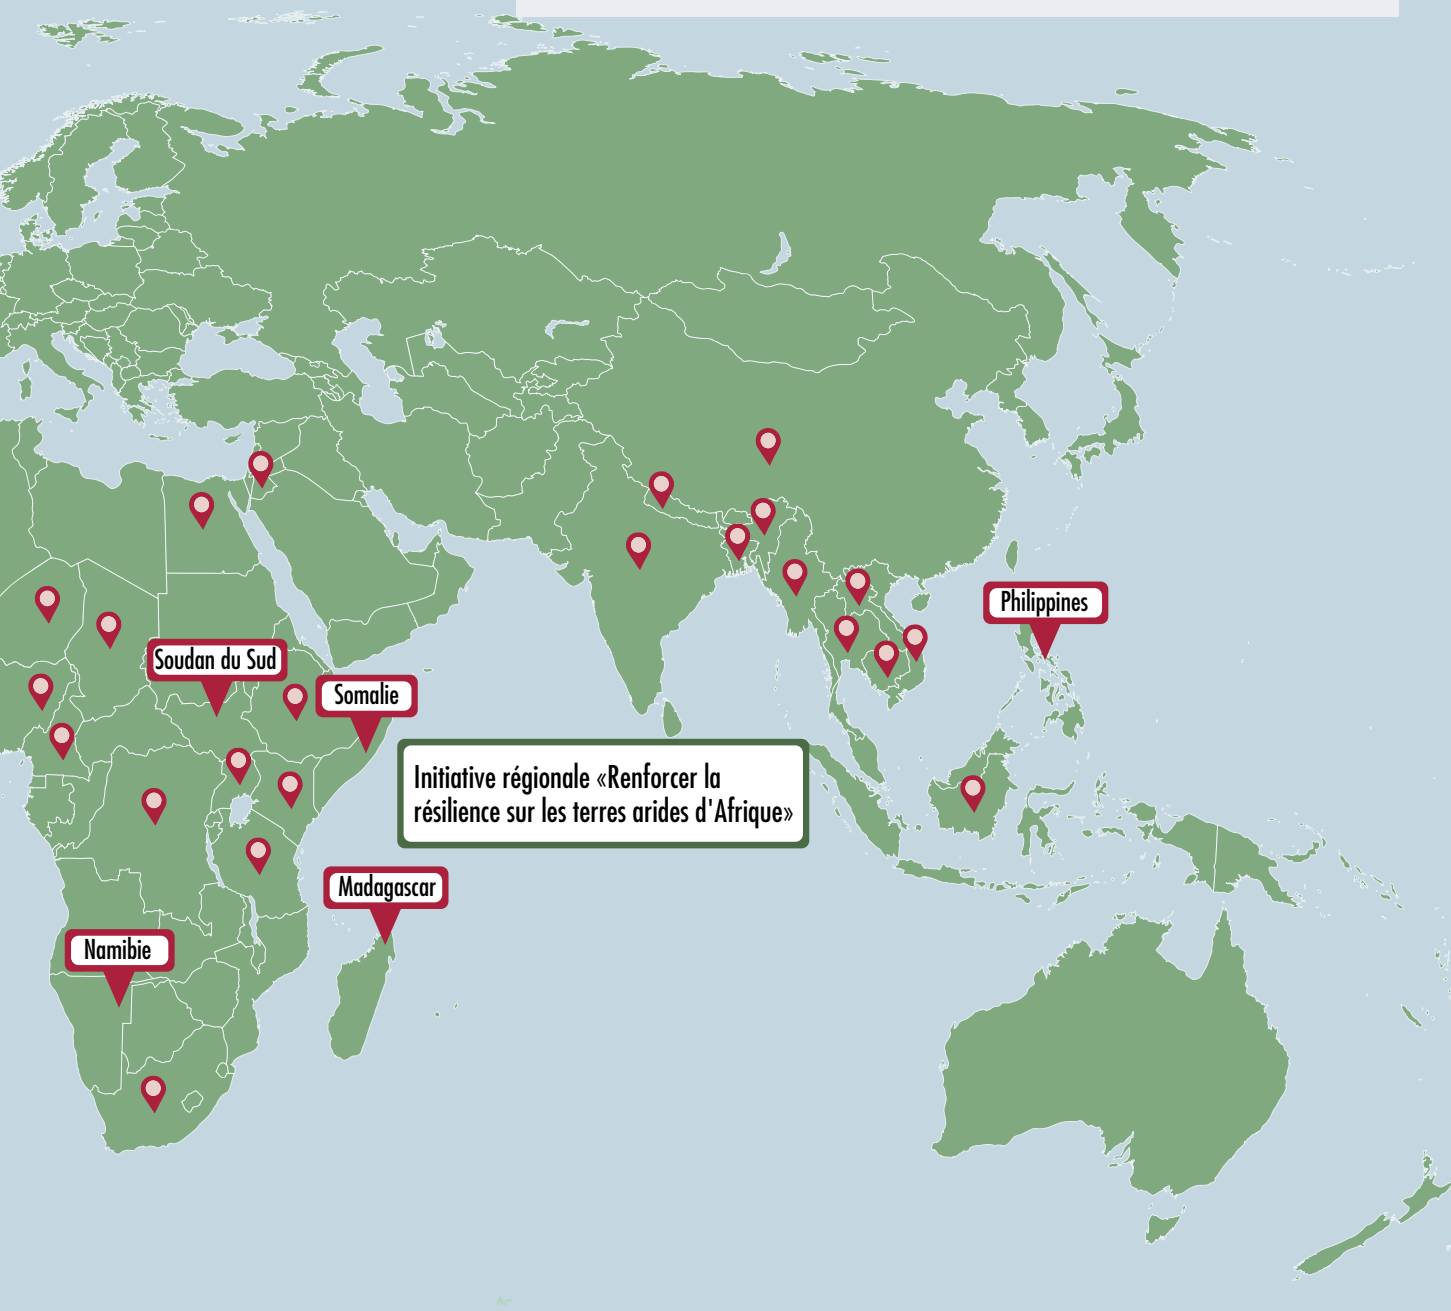 Philippines
Soudan du Sud
Somalie
Initiative régionale «Renforcer la
résilience sur les terres arides d'Afrique»
Madagascar
Namibie